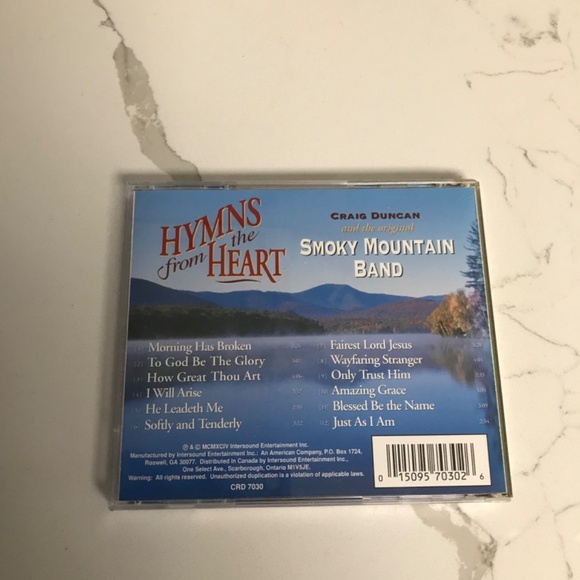 HYMNS
from the
HEART
CRAIG DUNCAN
and the original
SMOKY MOUNTAIN
BAND
Morning Has Broken
To God Be The Glory
How Great Thou Art
I Will Arise
He Leadeth Me
Softly and Tenderly
Fairest Lord Jesus
Wayfaring Stranger
Only Trust Him
Amazing Grace
Blessed Be the Name
Just As I Am
℗ & © MCMXCIV Intersound Entertainment Inc.
Manufactured by Intersound Entertainment Inc.: An American Company, P.O. Box 1724,
Roswell, GA 30077. Distributed in Canada by Intersound Entertainment Inc.,
One Select Ave., Scarborough, Ontario M1V5JE.
Warning: All rights reserved. Unauthorized duplication is a violation of applicable laws.
CRD 7030
0 15095 70302 6